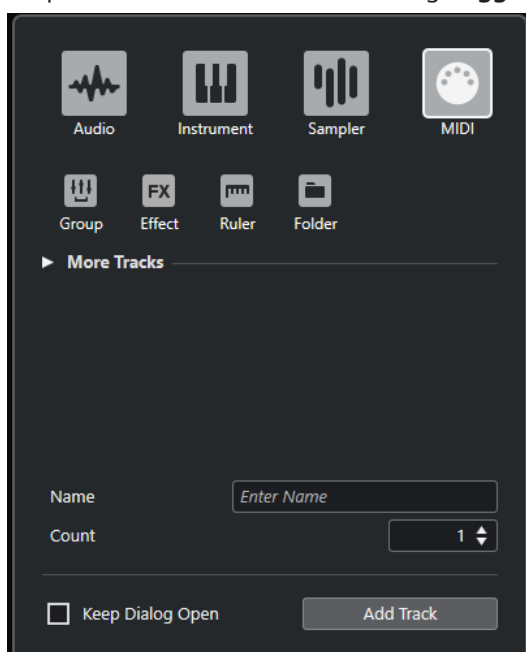 Audio Instrument Sampler MIDI
FX
Group Effect Ruler Folder
► More Tracks
Name Enter Name
Count 1
Keep Dialog Open Add Track